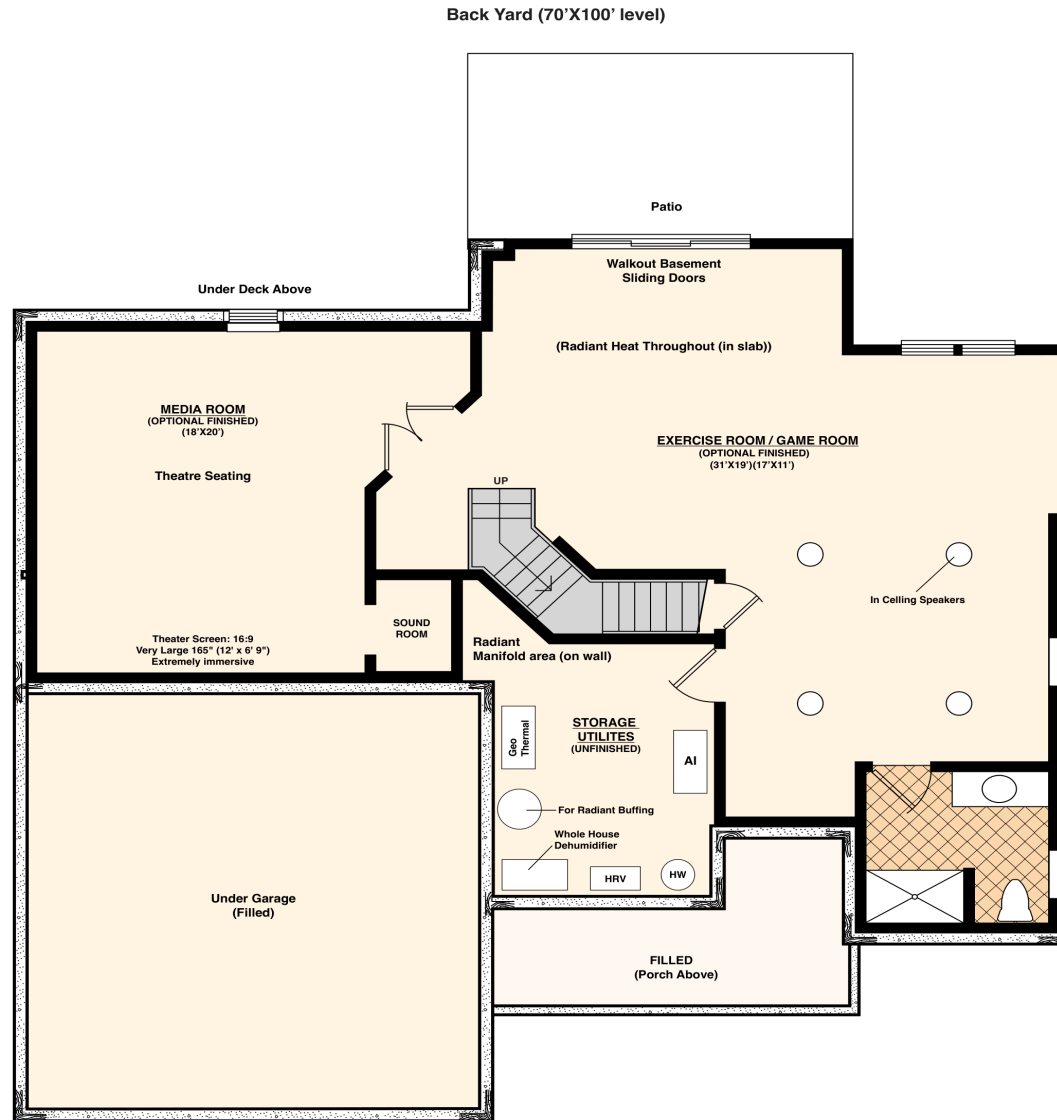 Back Yard (70'X100' level)
Patio
Walkout Basement
Sliding Doors
Under Deck Above
(Radiant Heat Throughout (in slab))
MEDIA ROOM
(OPTIONAL FINISHED)
(18'X20')
Theatre Seating
EXERCISE ROOM / GAME ROOM
(OPTIONAL FINISHED)
(31'X19')(17'X11')
UP
In Celling Speakers
SOUND
ROOM
Theater Screen: 16:9
Very Large 165" (12' x 6' 9")
Extremely immersive
Radiant
Manifold area (on wall)
STORAGE
UTILITES
(UNFINISHED)
Geo
Thermal
AI
For Radiant Buffing
Whole House
Dehumidifier
HRV
HW
Under Garage
(Filled)
FILLED
(Porch Above)